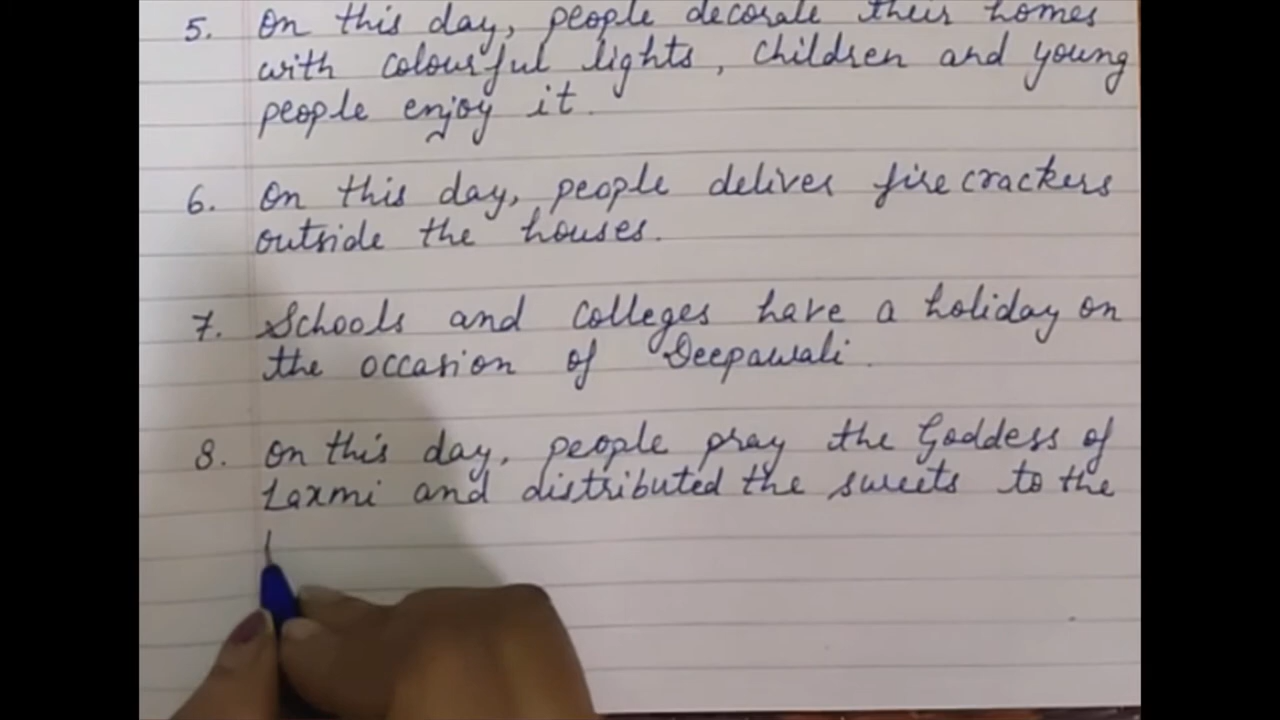 5. On this day, people decorate their homes
with colourful lights, children and young
people enjoy it.
6. On this day, people deliver fire crackers
outside the houses.
7. Schools and colleges have a holiday on
the occasion of Deepawali.
8. On this day, people pray the Goddess of
Laxmi and distributed the sweets to the